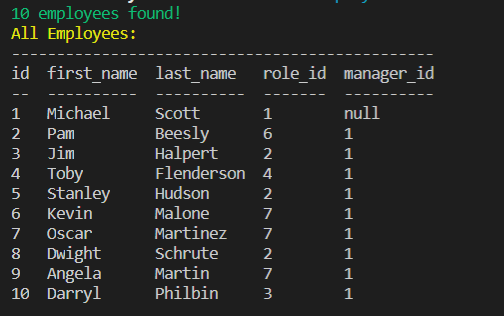 10 employees found!
All Employees:
-----------------------------------------------
id  first_name  last_name  role_id  manager_id
--  ----------  ----------  -------  ----------
1   Michael     Scott       1        null
2   Pam         Beesly      6        1
3   Jim         Halpert     2        1
4   Toby        Flenderson  4        1
5   Stanley     Hudson      2        1
6   Kevin       Malone      7        1
7   Oscar       Martinez    7        1
8   Dwight      Schrute     2        1
9   Angela      Martin      7        1
10  Darryl      Philbin     3        1